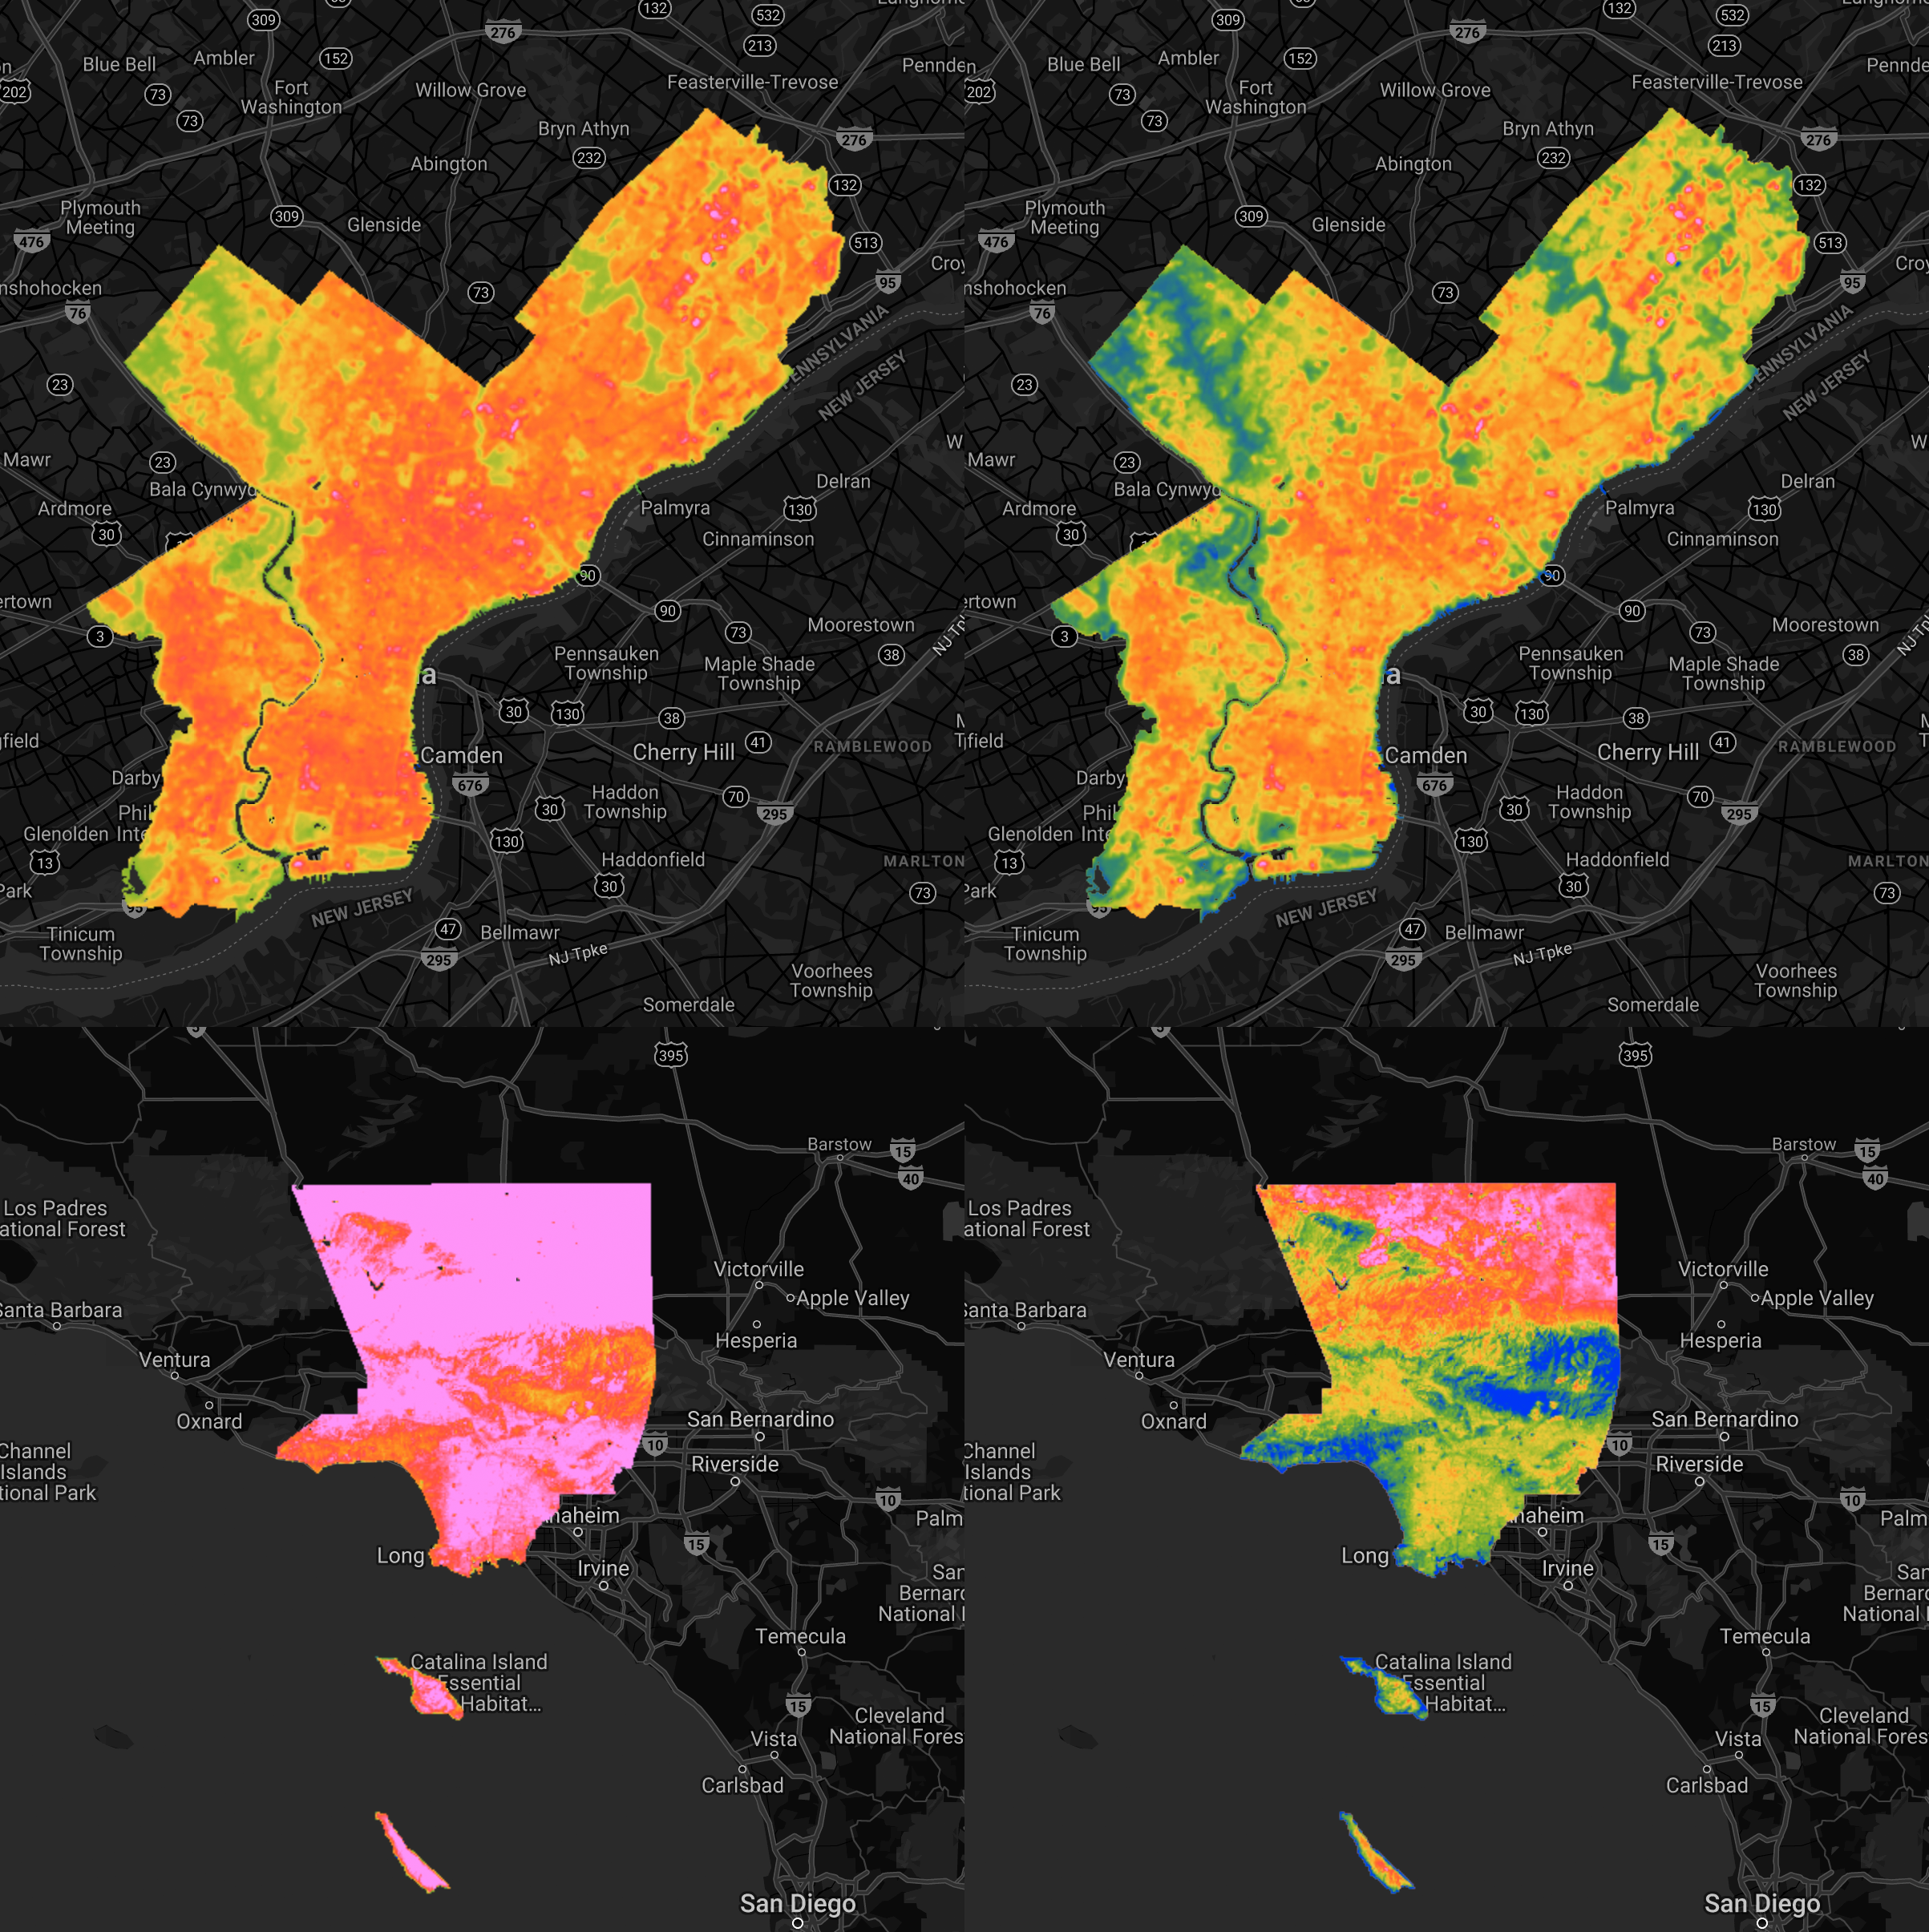 309
132
532
276
213
Blue Bell
Ambler
152
Fort
Washington
Willow Grove
Feasterville-Trevose
202
73
73
Bryn Athyn
276
Abington
232
132
Plymouth
Meeting
309
Glenside
476
513
nshohocken
73
95
76
PENNSYLVANIA
NEW JERSEY
23
Mawr
23
Bala Cynwyd
Delran
Ardmore
Palmyra
130
30
Cinnaminson
90
ertown
90
3
73
Moorestown
38
NJ Tp
Pennsauken
Township
Maple Shade
Township
a
30
130
38
field
Camden
Cherry Hill
41
RAMBLEWOOD
Darby
676
Phil
30
Haddon
Township
70
295
Glenolden
Inte
130
13
Haddonfield
MARLTON
Park
30
73
95
NEW JERSEY
Tinicum
Township
47
Bellmawr
295
NJ Tpke
Voorhees
Township
Somerdale
309
132
532
276
213
Blue Bell
Ambler
152
Fort
Washington
Willow Grove
Feasterville-Trevose
Pennde
202
73
73
Bryn Athyn
276
Abington
232
132
Plymouth
Meeting
309
Glenside
476
513
nshohocken
73
95
76
PENNSYLVANIA
NEW JERSEY
23
Mawr
23
Bala Cynwyd
Delran
Ardmore
Palmyra
130
30
Cinnaminson
90
ertown
90
3
73
Moorestown
38
NJ Tp
Pennsauken
Township
Maple Shade
Township
a
30
130
38
field
Camden
Cherry Hill
41
RAMBLEWOOD
Darby
676
Phil
30
Haddon
Township
70
295
Glenolden
Inte
130
13
Haddonfield
MARLTON
Park
30
73
95
NEW JERSEY
Tinicum
Township
47
Bellmawr
295
NJ Tpke
Voorhees
Township
Somerdale
395
Barstow
15
40
Los Padres
ational Forest
Victorville
Apple Valley
Santa Barbara
Hesperia
Ventura
Oxnard
San Bernardino
10
Channel
Islands
tional Park
Riverside
10
naheim
Palm
15
Long
Irvine
San
Bernard
National
Temecula
Catalina Island
Essential
Habitat...
15
Cleveland
National Fores
Vista
Carlsbad
San Diego
395
Barstow
15
40
Los Padres
ational Forest
Victorville
Apple Valley
Santa Barbara
Hesperia
Ventura
Oxnard
San Bernardino
10
Channel
Islands
tional Park
Riverside
10
naheim
Palm
15
Long
Irvine
San
Bernard
National
Temecula
Catalina Island
Essential
Habitat...
15
Cleveland
National Fores
Vista
Carlsbad
San Diego